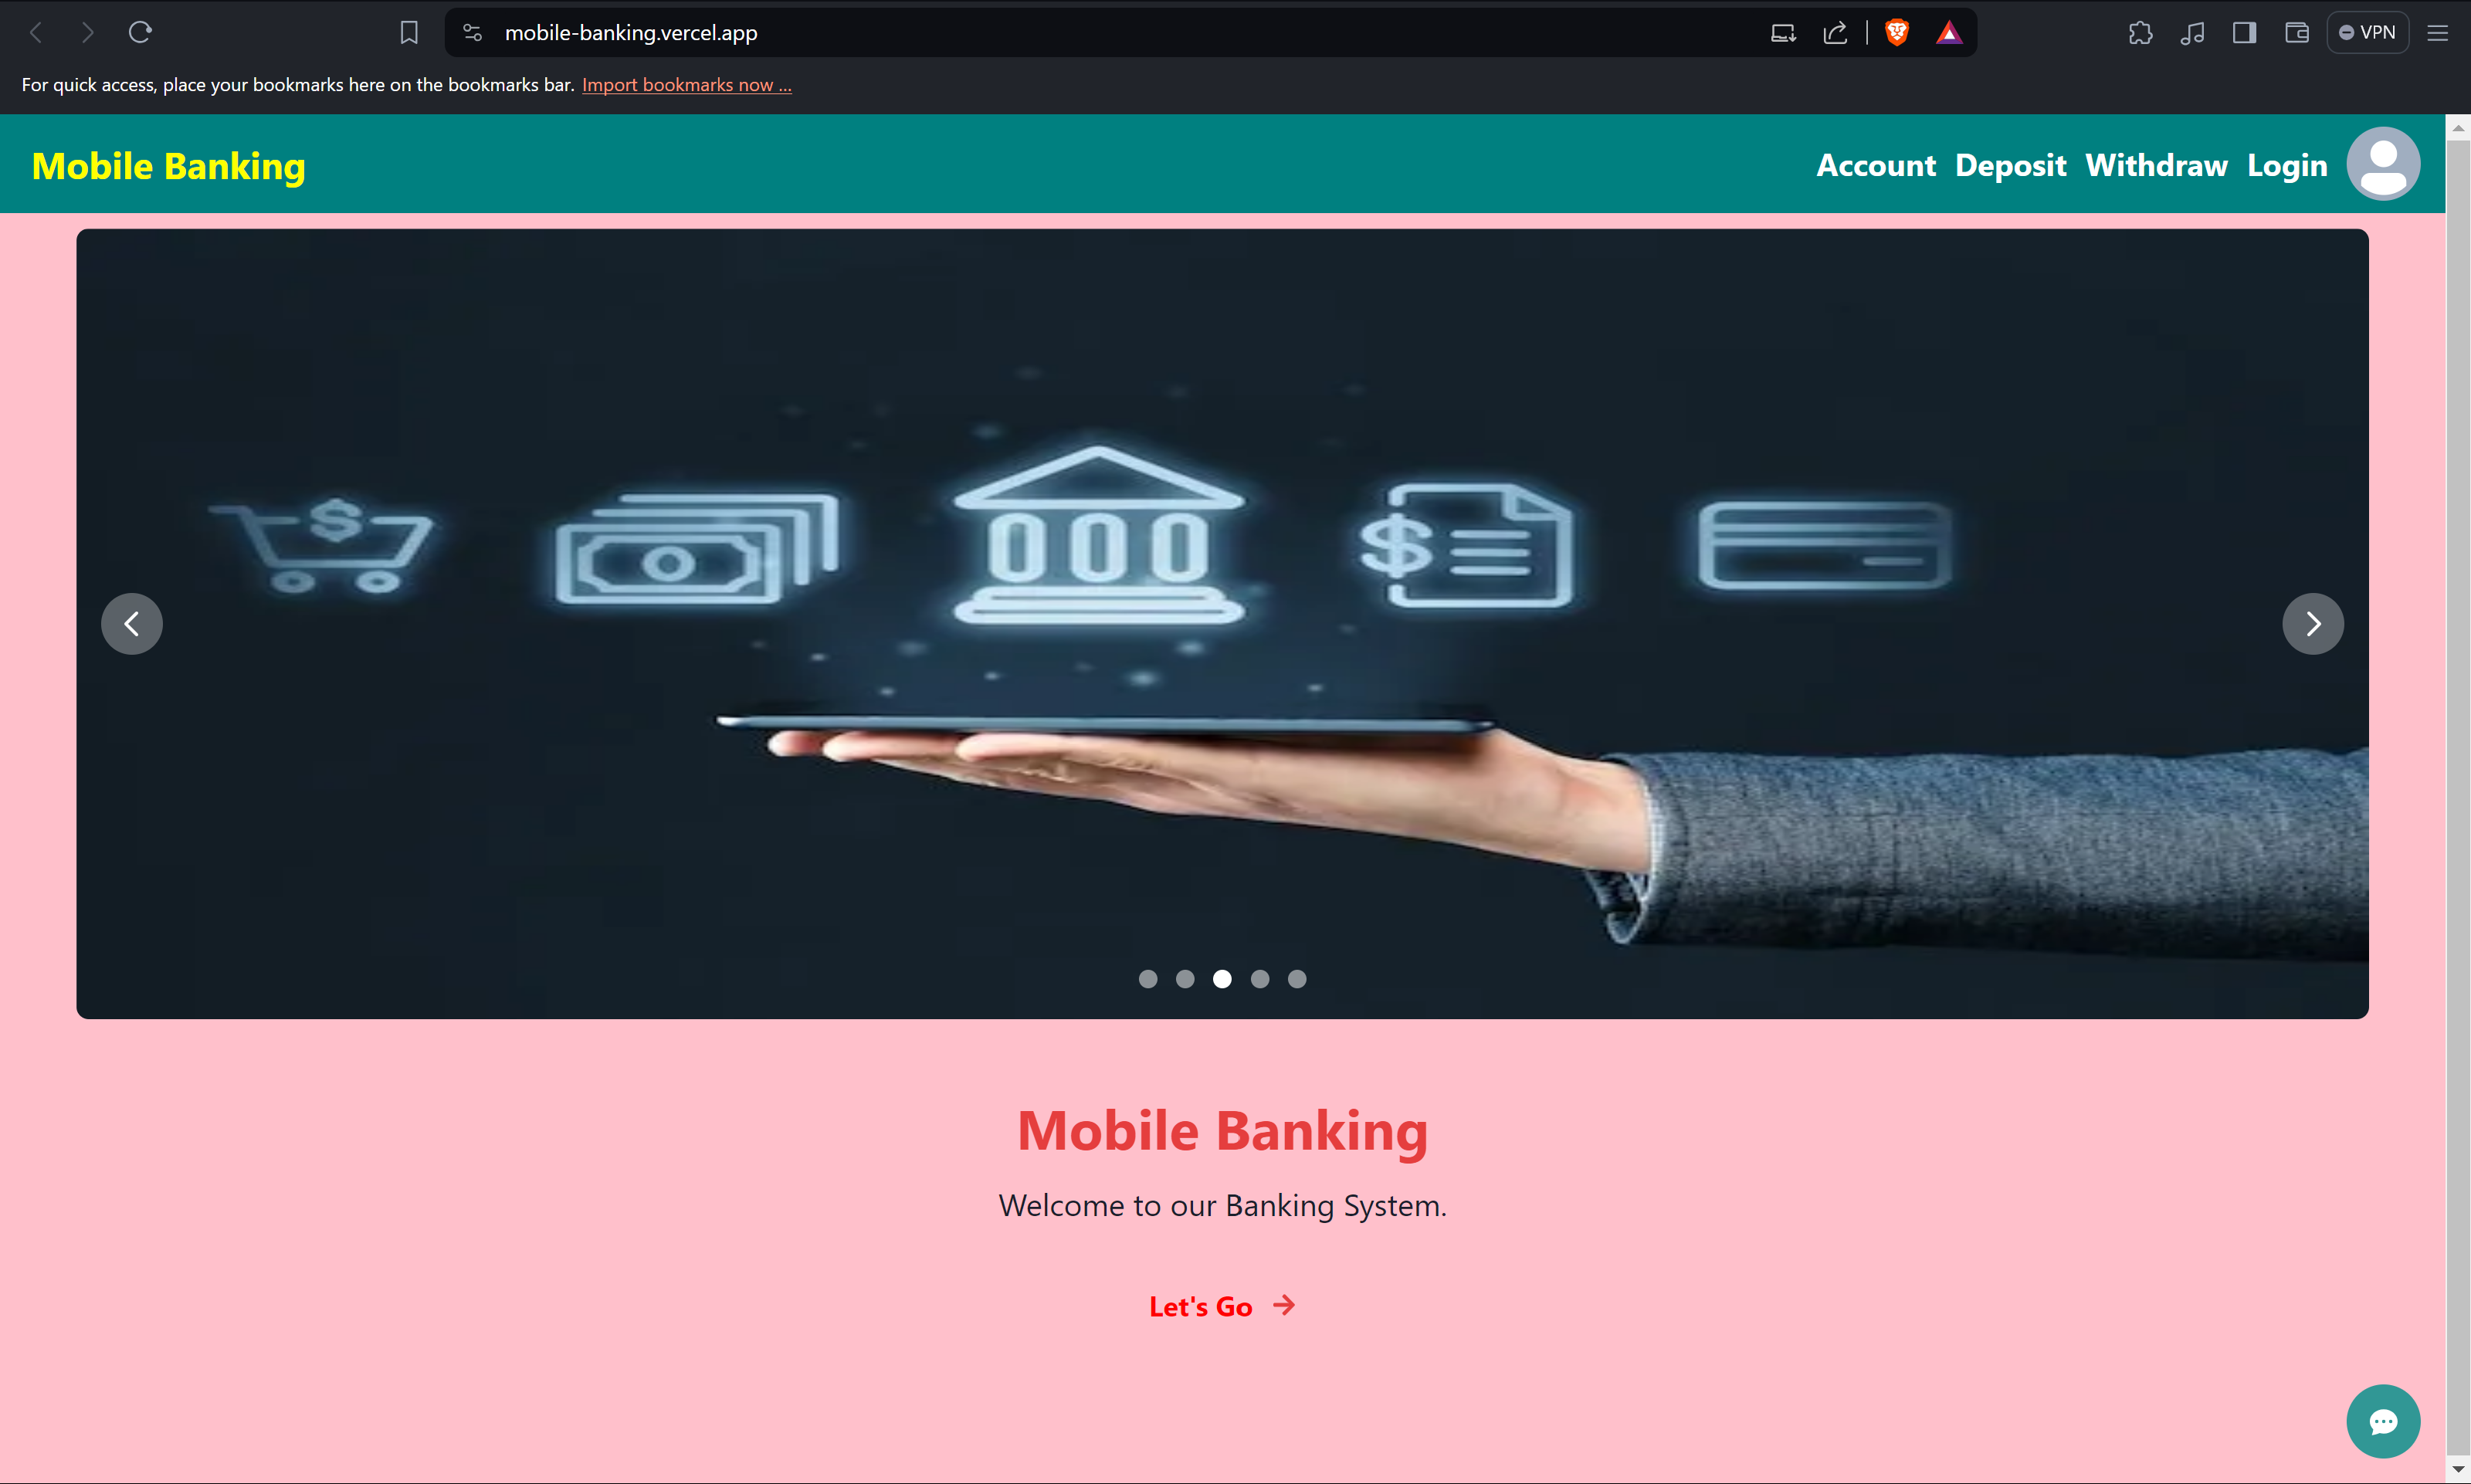 mobile-banking.vercel.app
VPN
For quick access, place your bookmarks here on the bookmarks bar. Import bookmarks now ...
Mobile Banking
Account Deposit Withdraw Login
Mobile Banking
Welcome to our Banking System.
Let's Go